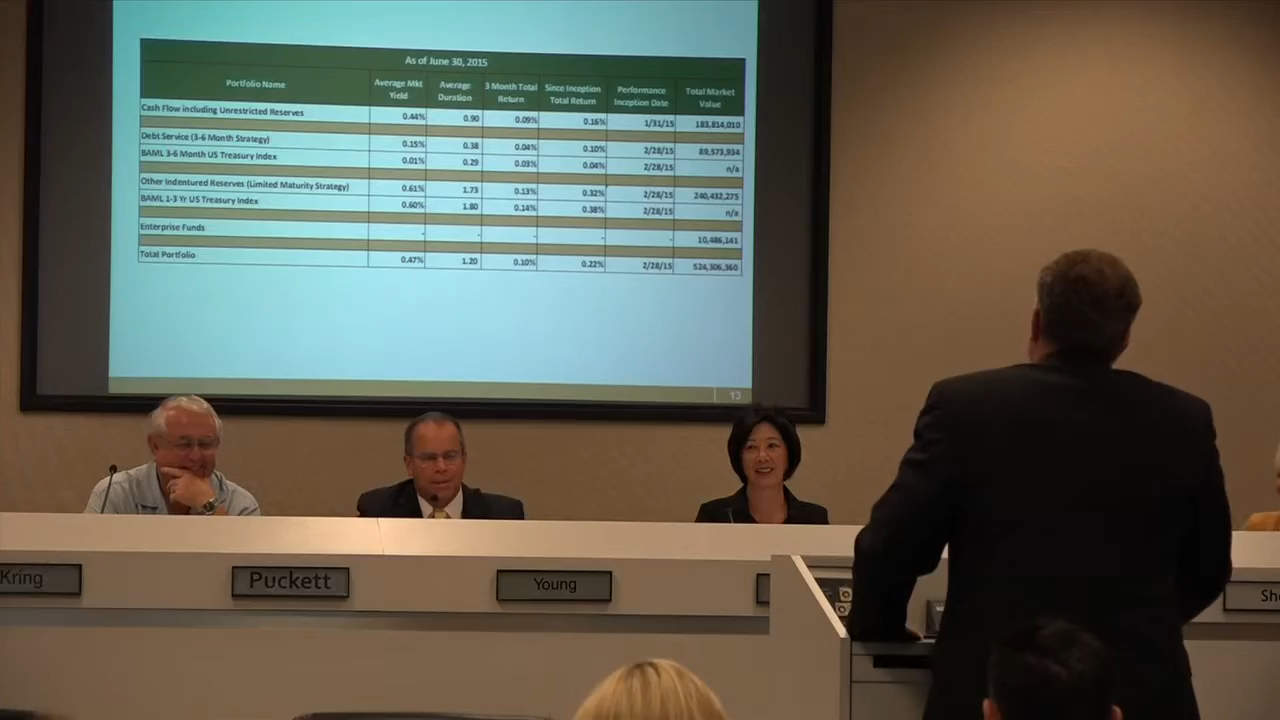 As of June 30, 2015
Portfolio Name Average Mkt Yield Average Duration 3 Month Total Return Since Inception Total Return Performance Inception Date Total Market Value
Cash Flow including Unrestricted Reserves 0.44% 0.90 0.09% 0.16% 1/31/15 183,814,010
Debt Service (3-6 Month Strategy) 0.15% 0.38 0.04% 0.10% 2/28/15 89,573,934
BAML 3-6 Month US Treasury Index 0.01% 0.29 0.03% 0.04% 2/28/15 n/a
Other Indentured Reserves (Limited Maturity Strategy) 0.61% 1.73 0.13% 0.32% 2/28/15 240,432,275
BAML 1-3 Yr US Treasury Index 0.60% 1.80 0.14% 0.38% 2/28/15 n/a
Enterprise Funds - - - - - 10,486,141
Total Portfolio 0.47% 1.20 0.10% 0.22% 2/28/15 524,306,360
13
Kring
Puckett
Young
Sh